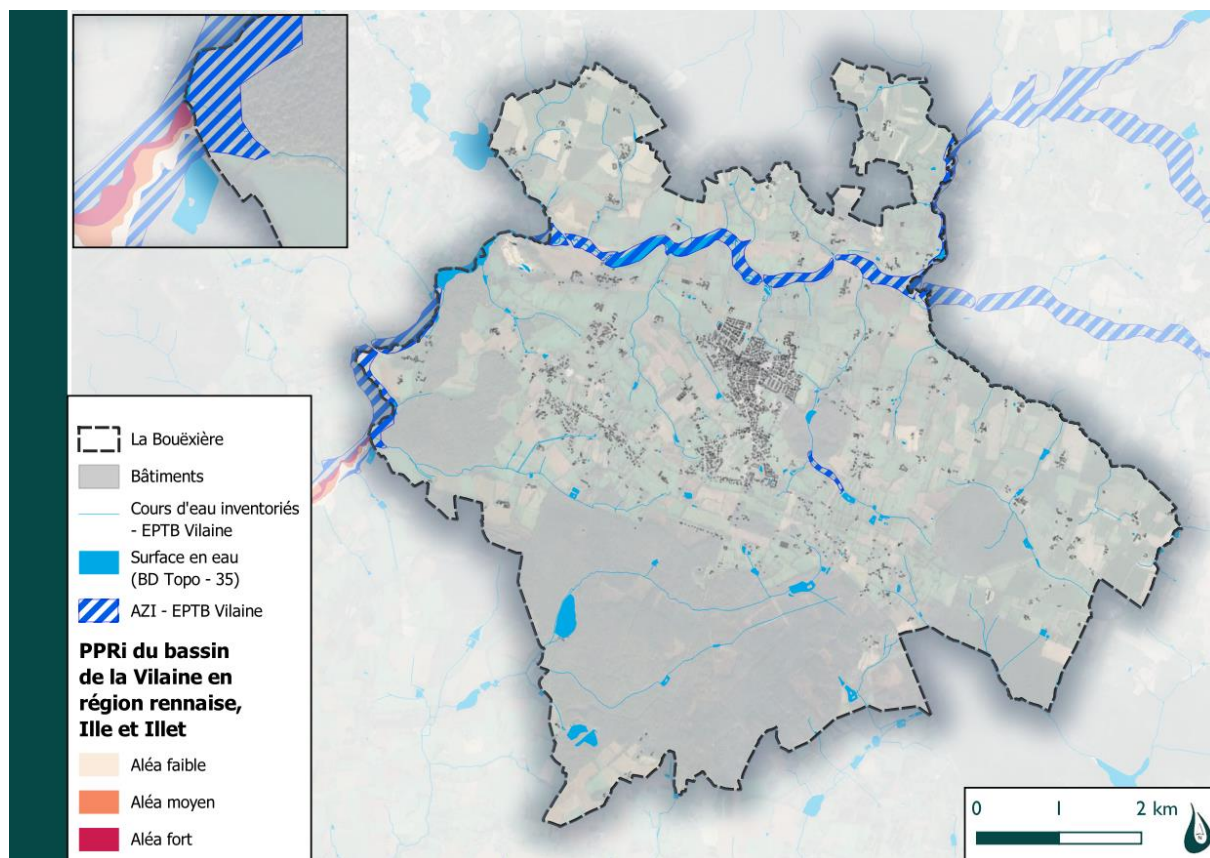 La Bouëxière
Bâtiments
Cours d'eau inventoriés
- EPTB Vilaine
Surface en eau
(BD Topo - 35)
AZI - EPTB Vilaine
PPRi du bassin
de la Vilaine en
région rennaise,
Ille et Illet
Aléa faible
Aléa moyen
Aléa fort
0 1 2 km